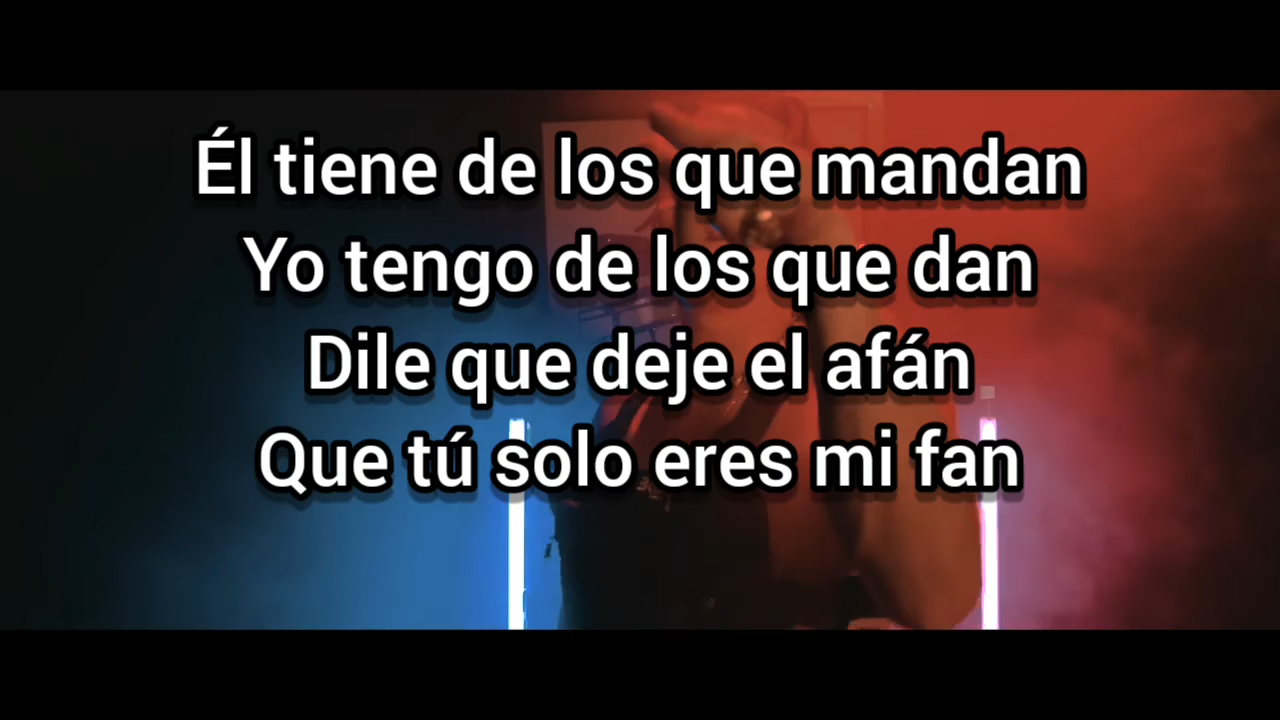 Él tiene de los que mandan
Yo tengo de los que dan
Dile que deje el afán
Que tú solo eres mi fan